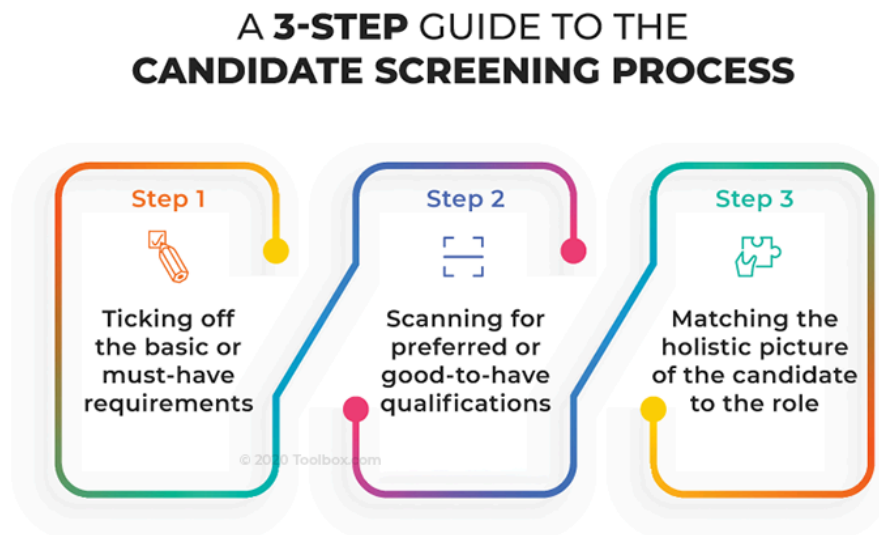 A 3-STEP GUIDE TO THE
CANDIDATE SCREENING PROCESS
Step 1
Ticking off
the basic or
must-have
requirements
Step 2
Scanning for
preferred or
good-to-have
qualifications
Step 3
Matching the
holistic picture
of the candidate
to the role
© 2020 Toolbox.com